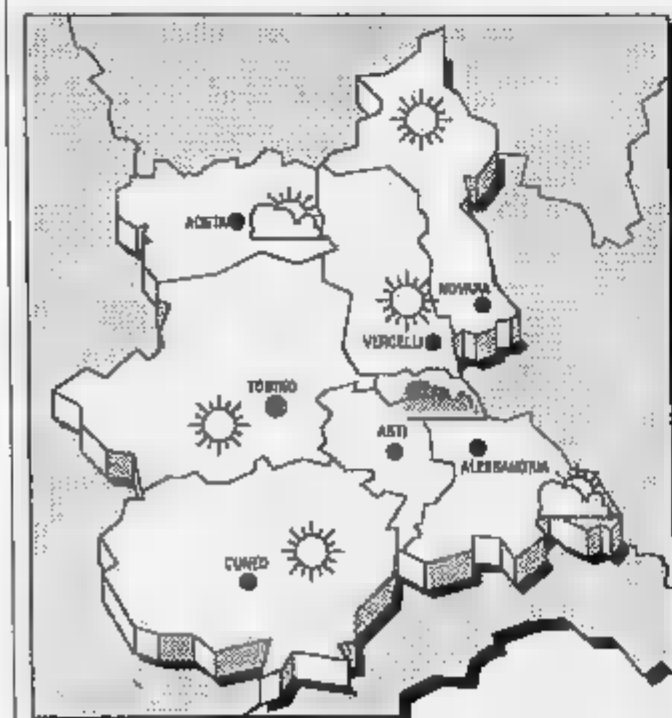 AOSTA
NOVARA
VERCELLI
TORINO
ASTI
ALESSANDRIA
CUNEO